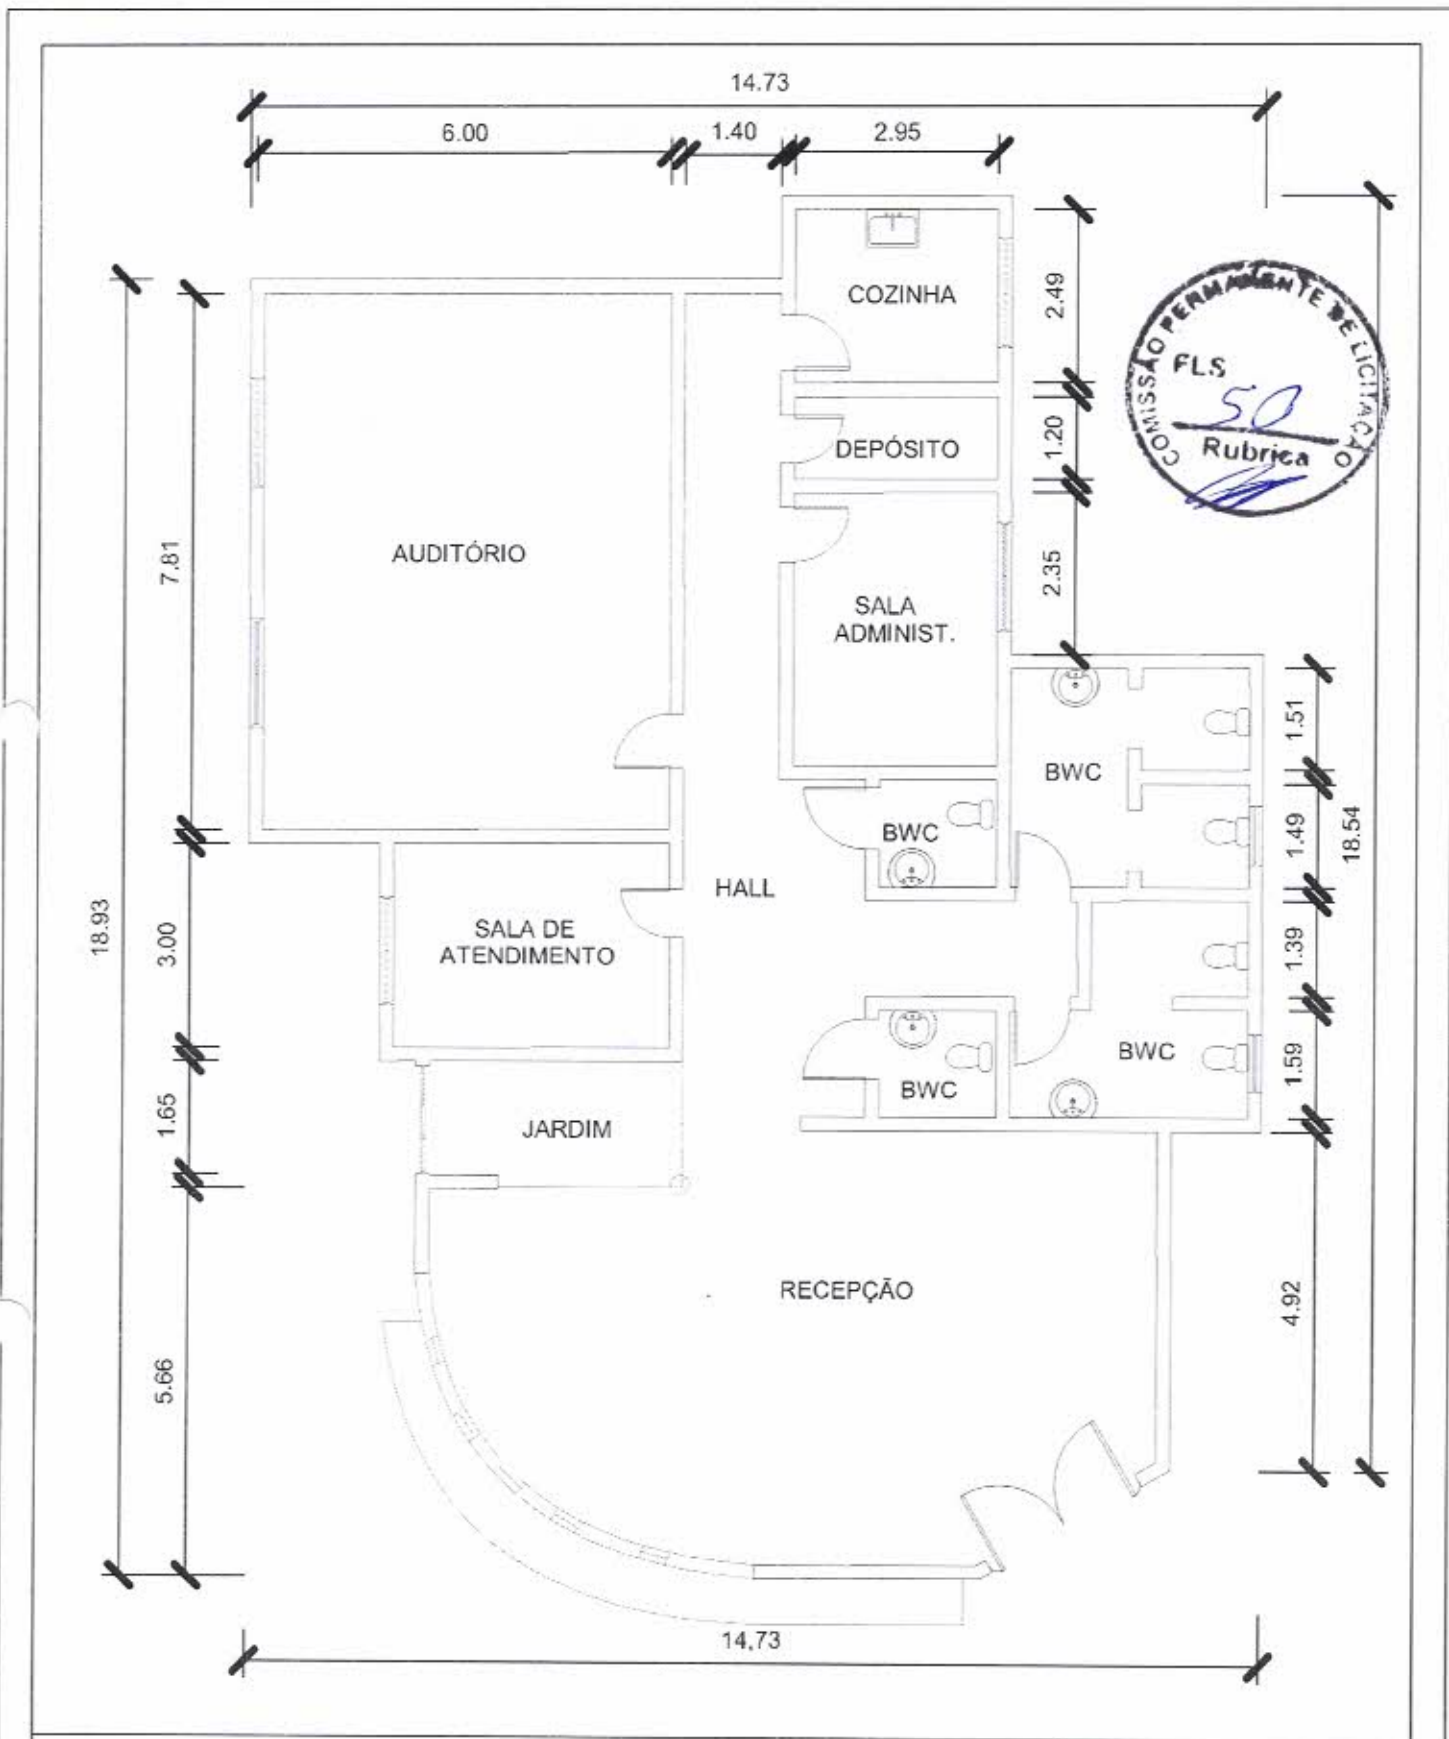 14.73
6.00
1.40
2.95
COZINHA
2.49
COMISSÃO PERMANENTE DE LICITAÇÃO
FLS
50
Rubrica
DEPÓSITO
1.20
AUDITÓRIO
7.81
2.35
SALA
ADMINIST.
1.51
BWC
BWC
1.49
18.54
HALL
18.93
3.00
SALA DE
ATENDIMENTO
1.39
BWC
1.59
BWC
1.65
JARDIM
RECEPÇÃO
4.92
5.66
14,73